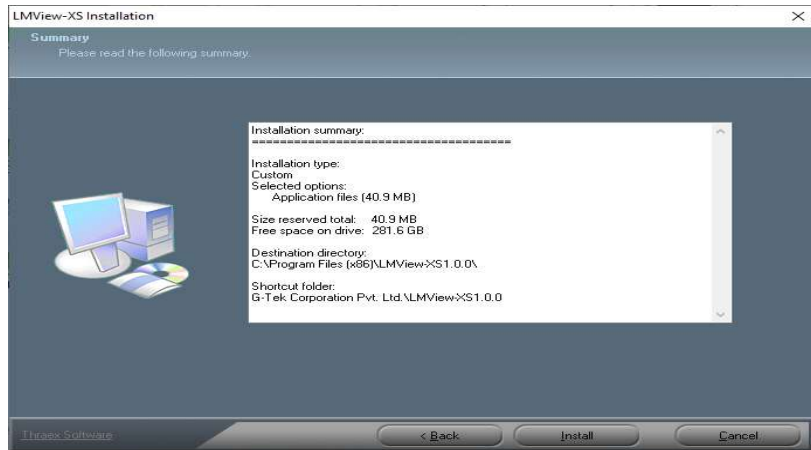 LMView-XS Installation
Summary
Please read the following summary.
Installation summary:
=====================================
Installation type:
Custom
Selected options:
Application files (40.9 MB)
Size reserved total: 40.9 MB
Free space on drive: 281.6 GB
Destination directory:
C:\Program Files (x86)\LMView-XS1.0.0\
Shortcut folder:
G-Tek Corporation Pvt. Ltd.\LMView-XS1.0.0
Thraex Software
< Back
Install
Cancel